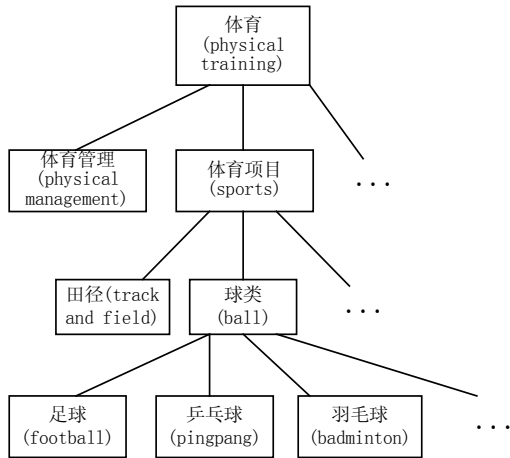 体育
(physical
training)
体育管理
(physical
management)
体育项目
(sports)
...
田径(track
and field)
球类
(ball)
...
足球
(football)
乒乓球
(pingpang)
羽毛球
(badminton)
...